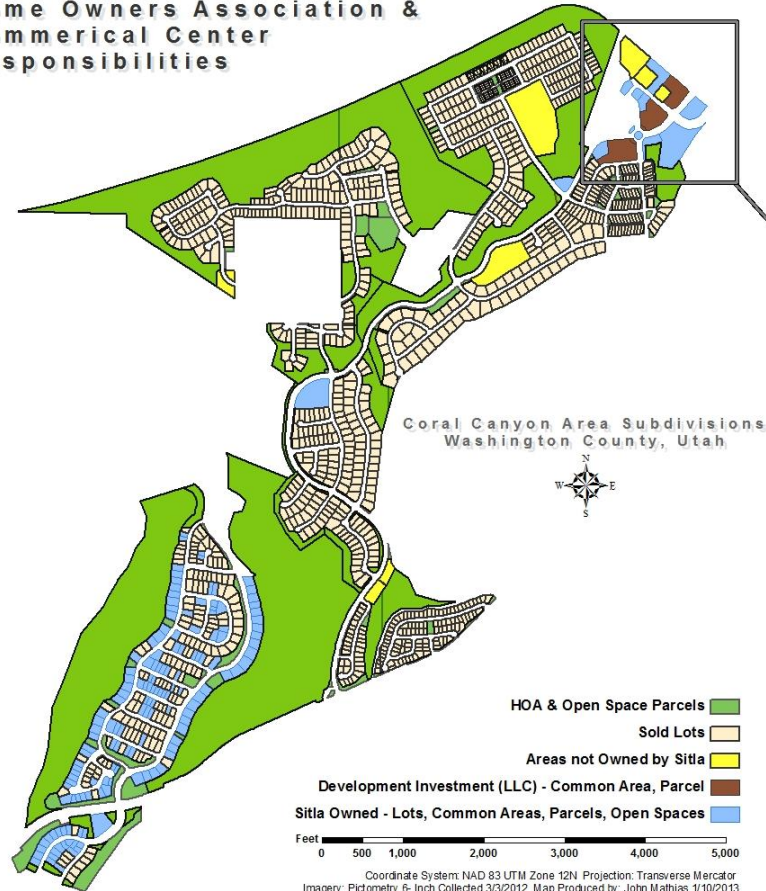 me Owners Association &
mmerical Center
sponsibilities
Coral Canyon Area Subdivisions
Washington County, Utah
N
W E
S
HOA & Open Space Parcels
Sold Lots
Areas not Owned by Sitla
Development Investment (LLC) - Common Area, Parcel
Sitla Owned - Lots, Common Areas, Parcels, Open Spaces
Feet
0 500 1,000 2,000 3,000 4,000 5,000
Coordinate System: NAD 83 UTM Zone 12N Projection: Transverse Mercator
Imagery: Pictometry, 6- Inch Collected 3/3/2012 Map Produced by: John Mathias 1/10/2013